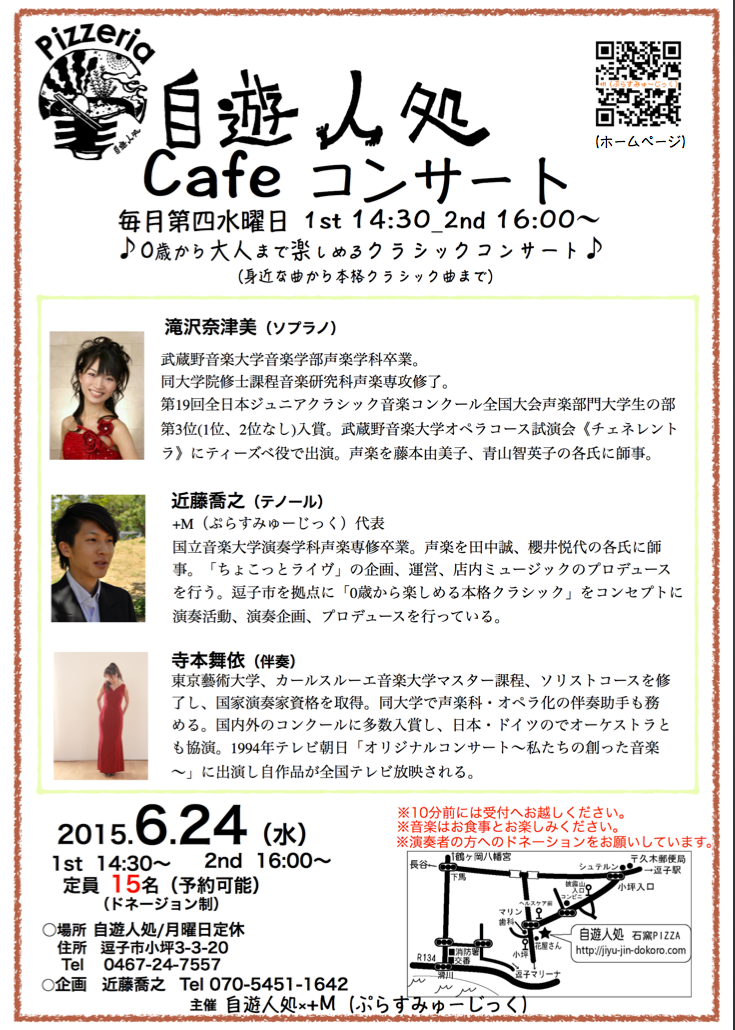 Pizzeria
自遊人処
+M (ぷらすみゅーじっく)
自遊人処
(ホームページ)
Cafe コンサート
毎月第四水曜日 1st 14:30_2nd 16:00〜
♪0歳から大人まで楽しめるクラシックコンサート♪
(身近な曲から本格クラシック曲まで)
滝沢奈津美（ソプラノ）
武蔵野音楽大学音楽学部声楽学科卒業。
同大学院修士課程音楽研究科声楽専攻修了。
第19回全日本ジュニアクラシック音楽コンクール全国大会声楽部門大学生の部
第3位(1位、2位なし)入賞。武蔵野音楽大学オペラコース試演会《チェネレント
ラ》にティーズベ役で出演。声楽を藤本由美子、青山智英子の各氏に師事。
近藤喬之（テノール）
+M（ぷらすみゅーじっく）代表
国立音楽大学演奏学科声楽専修卒業。声楽を田中誠、櫻井悦代の各氏に師
事。「ちょこっとライヴ」の企画、運営、店内ミュージックのプロデュース
を行う。逗子市を拠点に「0歳から楽しめる本格クラシック」をコンセプトに
演奏活動、演奏企画、プロデュースを行っている。
寺本舞依（伴奏）
東京藝術大学、カールスルーエ音楽大学マスター課程、ソリストコースを修
了し、国家演奏家資格を取得。同大学で声楽科・オペラ化の伴奏助手も務
める。国内外のコンクールに多数入賞し、日本・ドイツのでオーケストラと
も協演。1994年テレビ朝日「オリジナルコンサート〜私たちの創った音楽
〜」に出演し自作品が全国テレビ放映される。
2015.6.24（水）
1st 14:30〜 2nd 16:00〜
定員 15名（予約可能）
（ドネーション制）
○場所 自遊人処/月曜日定休
住所 逗子市小坪3-3-20
Tel 0467-24-7557
○企画 近藤喬之 Tel 070-5451-1642
主催 自遊人処×+M（ぷらすみゅーじっく）
※10分前には受付へお越しください。
※音楽はお食事とお楽しみください。
※演奏者の方へのドネーションをお願いしています。
↑鶴ヶ岡八幡宮
長谷←
下馬
シュテルン
〒久木郵便局
→逗子駅
小坪入口
披露山
入口
コンビニ
ヘルスケア前
マリン
歯科
小坪
花屋さん
自遊人処 石窯PIZZA
http://jiyu-jin-dokoro.com
消防署
交番
R134
滑川
逗子マリーナ